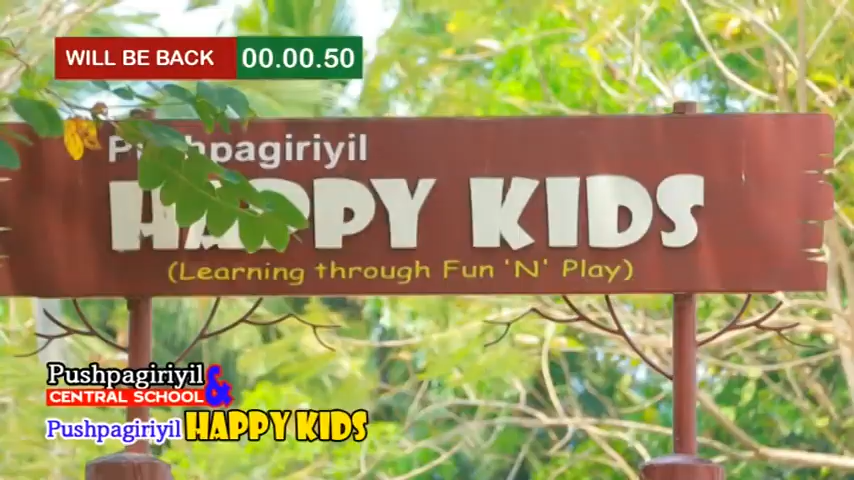 WILL BE BACK 00.00.50
Pushpagiriyil
HAPPY KIDS
(Learning through Fun 'N' Play)
Pushpagiriyil &
CENTRAL SCHOOL
Pushpagiriyil HAPPY KIDS